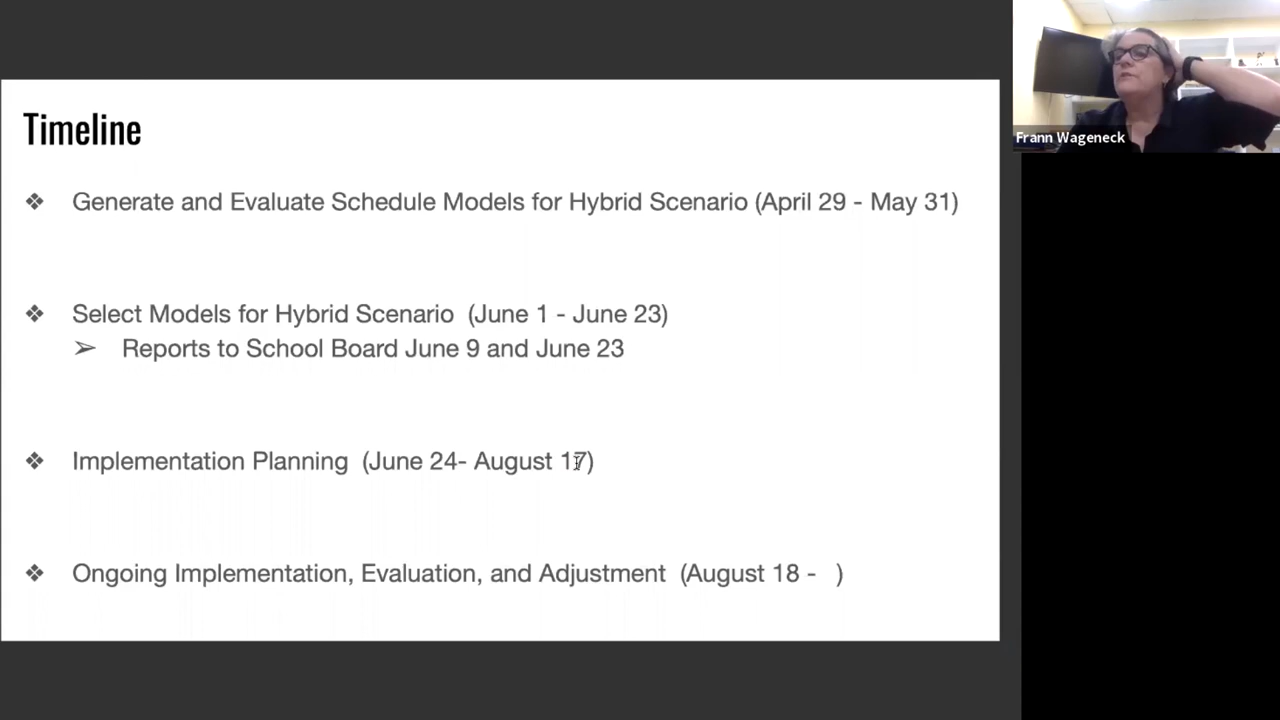 Timeline
❖ Generate and Evaluate Schedule Models for Hybrid Scenario (April 29 - May 31)
❖ Select Models for Hybrid Scenario (June 1 - June 23)
➢ Reports to School Board June 9 and June 23
❖ Implementation Planning (June 24- August 17)
❖ Ongoing Implementation, Evaluation, and Adjustment (August 18 - )
Frann Wageneck